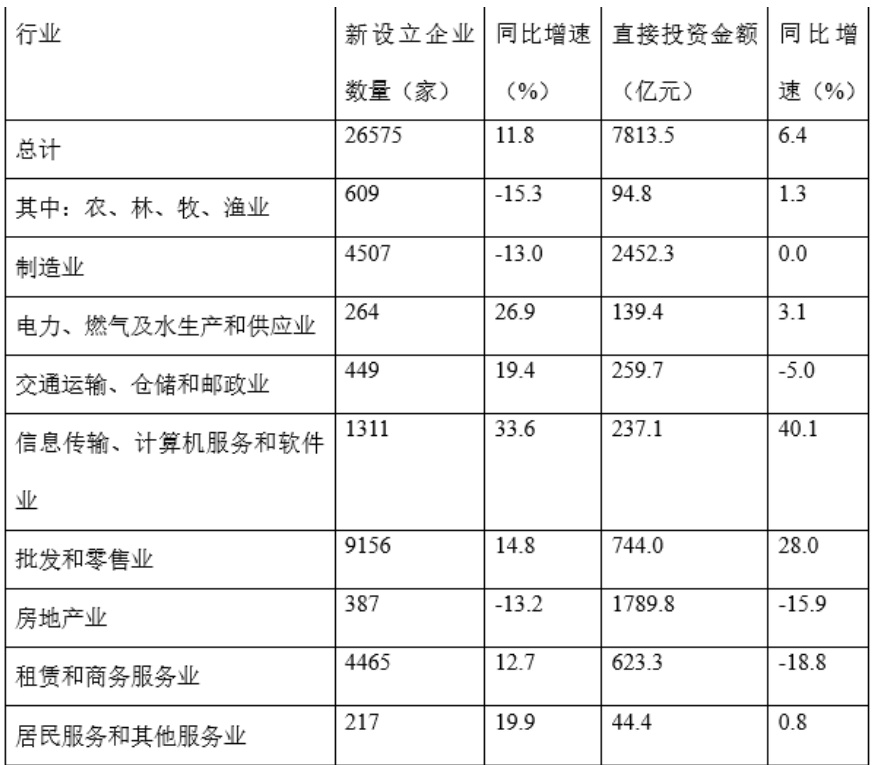 行业 新设立企业 同比增速 直接投资金额 同比增
数量（家） （%） （亿元） 速（%）
总计 26575 11.8 7813.5 6.4
其中：农、林、牧、渔业 609 -15.3 94.8 1.3
制造业 4507 -13.0 2452.3 0.0
电力、燃气及水生产和供应业 264 26.9 139.4 3.1
交通运输、仓储和邮政业 449 19.4 259.7 -5.0
信息传输、计算机服务和软件 1311 33.6 237.1 40.1
业
批发和零售业 9156 14.8 744.0 28.0
房地产业 387 -13.2 1789.8 -15.9
租赁和商务服务业 4465 12.7 623.3 -18.8
居民服务和其他服务业 217 19.9 44.4 0.8